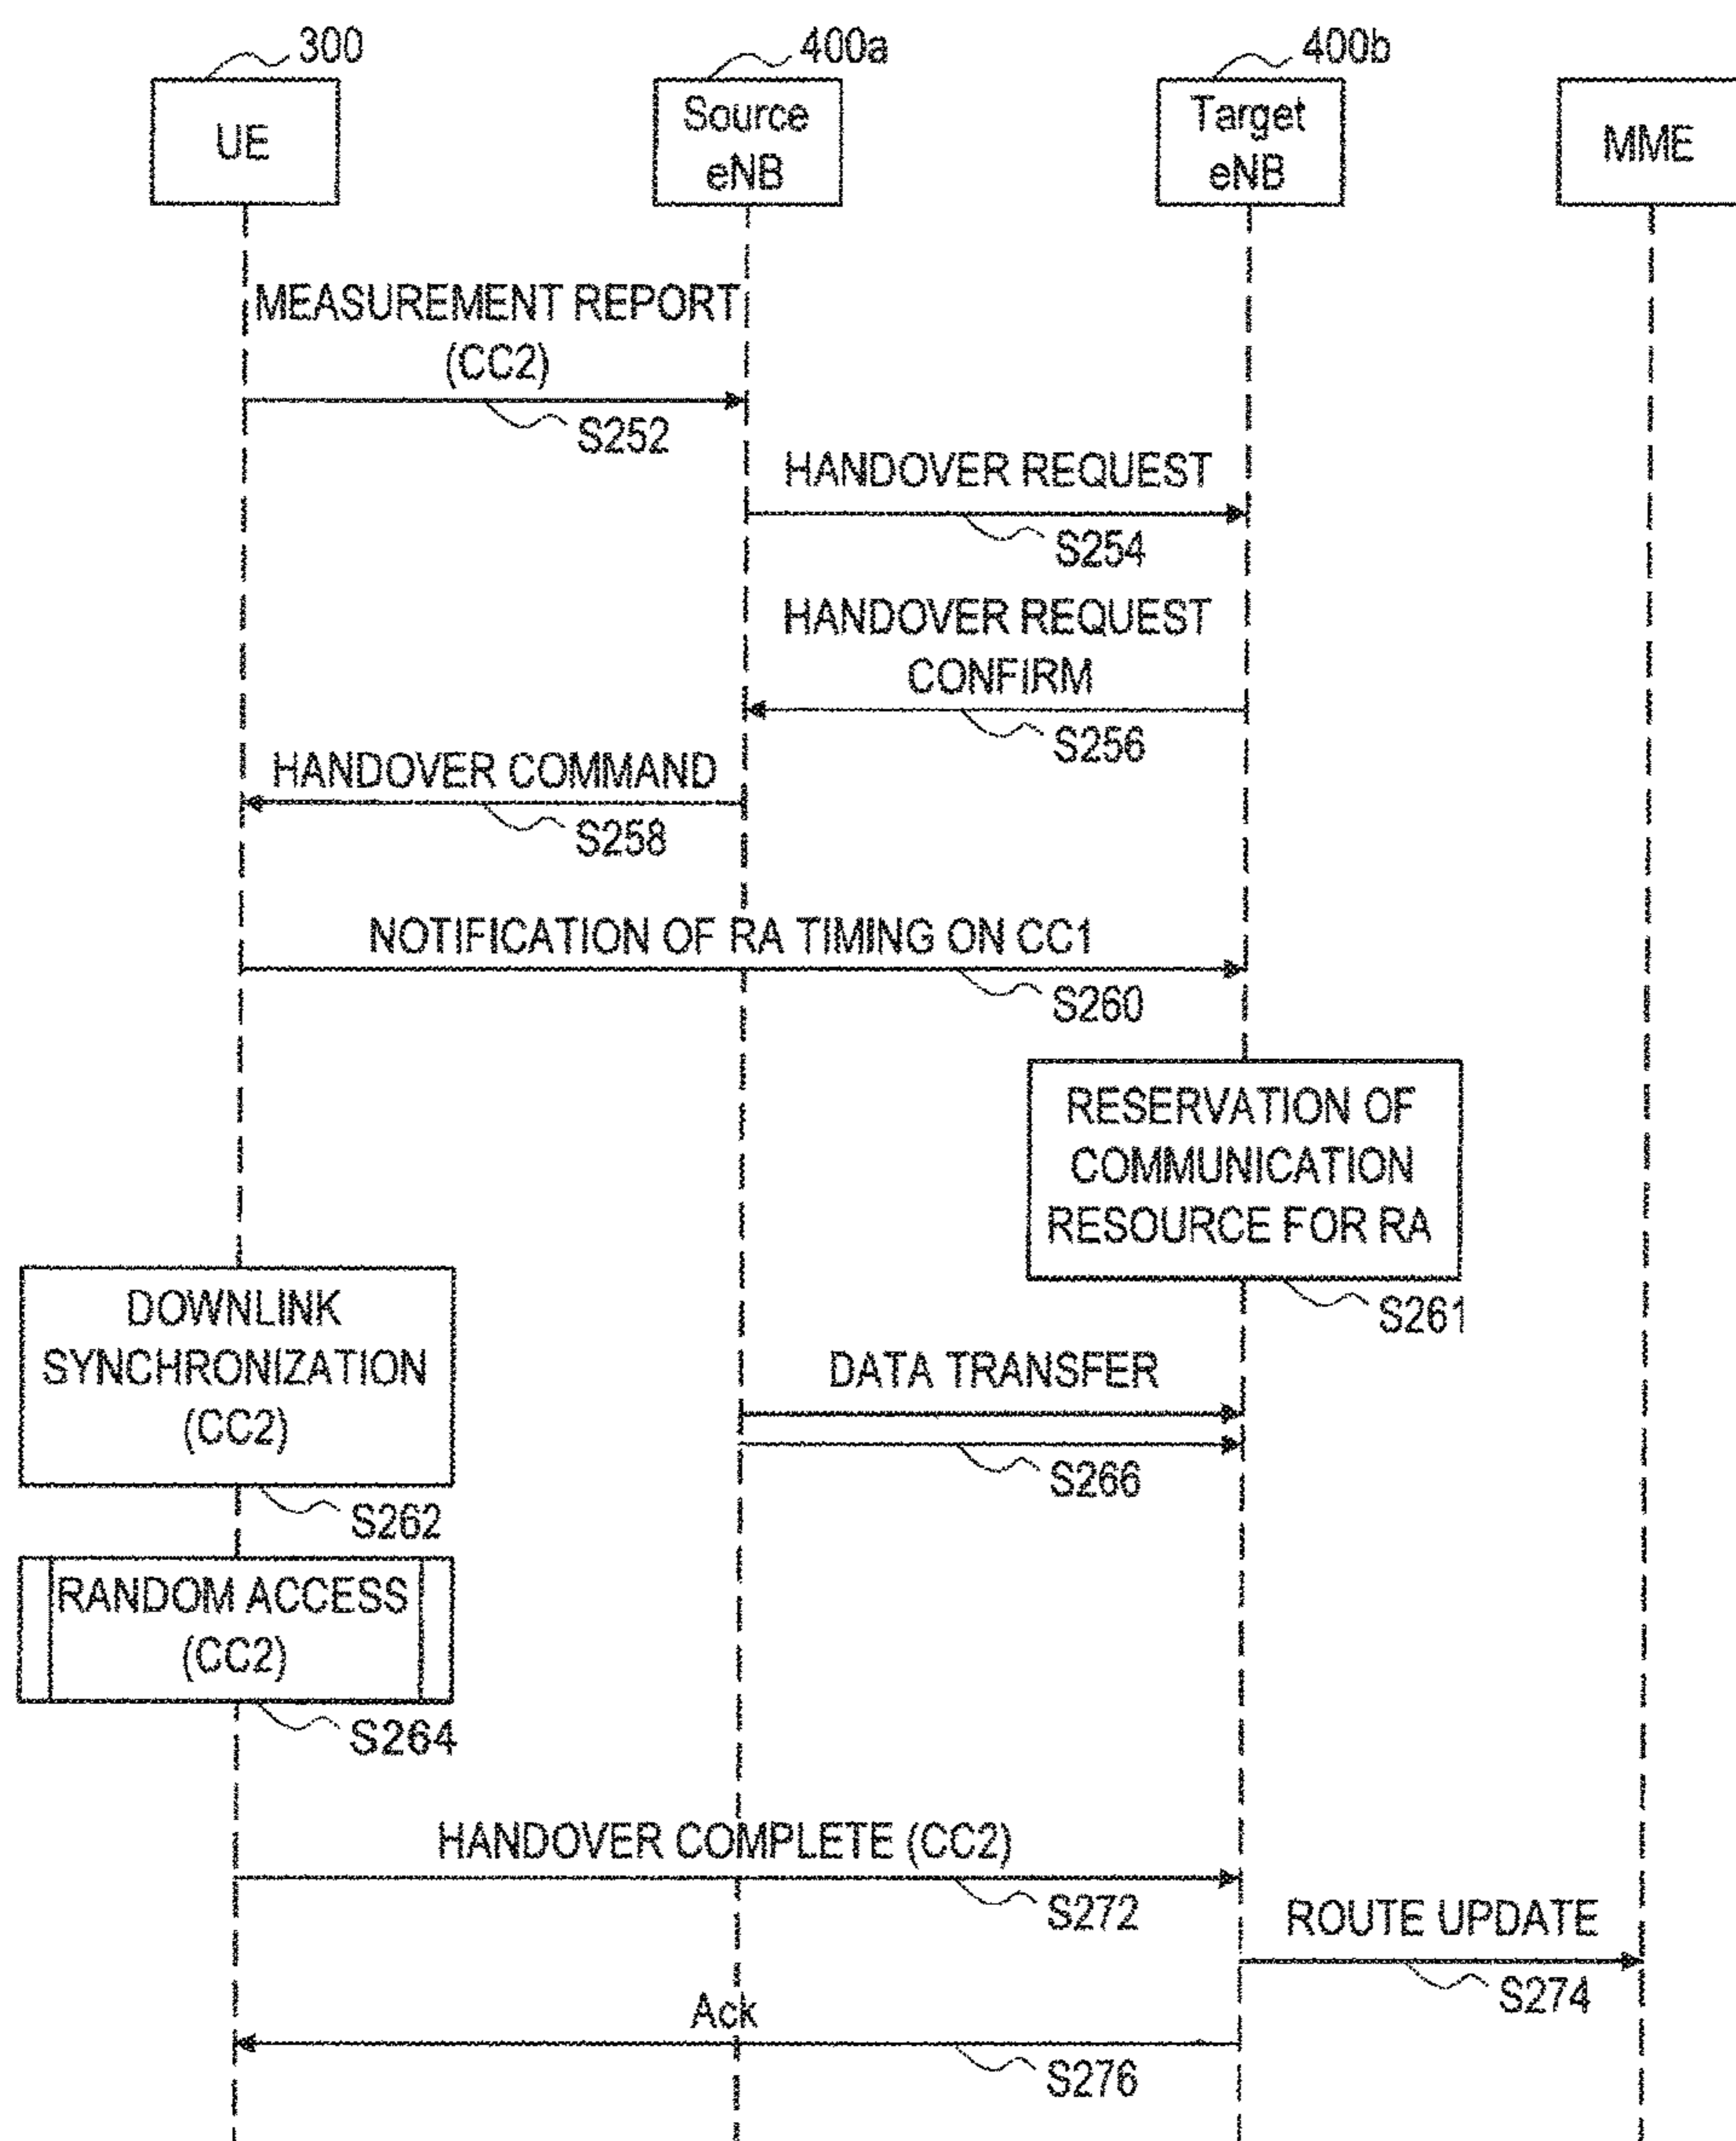 300
400a
400b
UE
Source
eNB
Target
eNB
MME
MEASUREMENT REPORT
(CC2)
S252
HANDOVER REQUEST
S254
HANDOVER REQUEST
CONFIRM
S256
HANDOVER COMMAND
S258
NOTIFICATION OF RA TIMING ON CC1
S260
RESERVATION OF
COMMUNICATION
RESOURCE FOR RA
S261
DOWNLINK
SYNCHRONIZATION
(CC2)
S262
DATA TRANSFER
S266
RANDOM ACCESS
(CC2)
S264
HANDOVER COMPLETE (CC2)
S272
ROUTE UPDATE
S274
Ack
S276